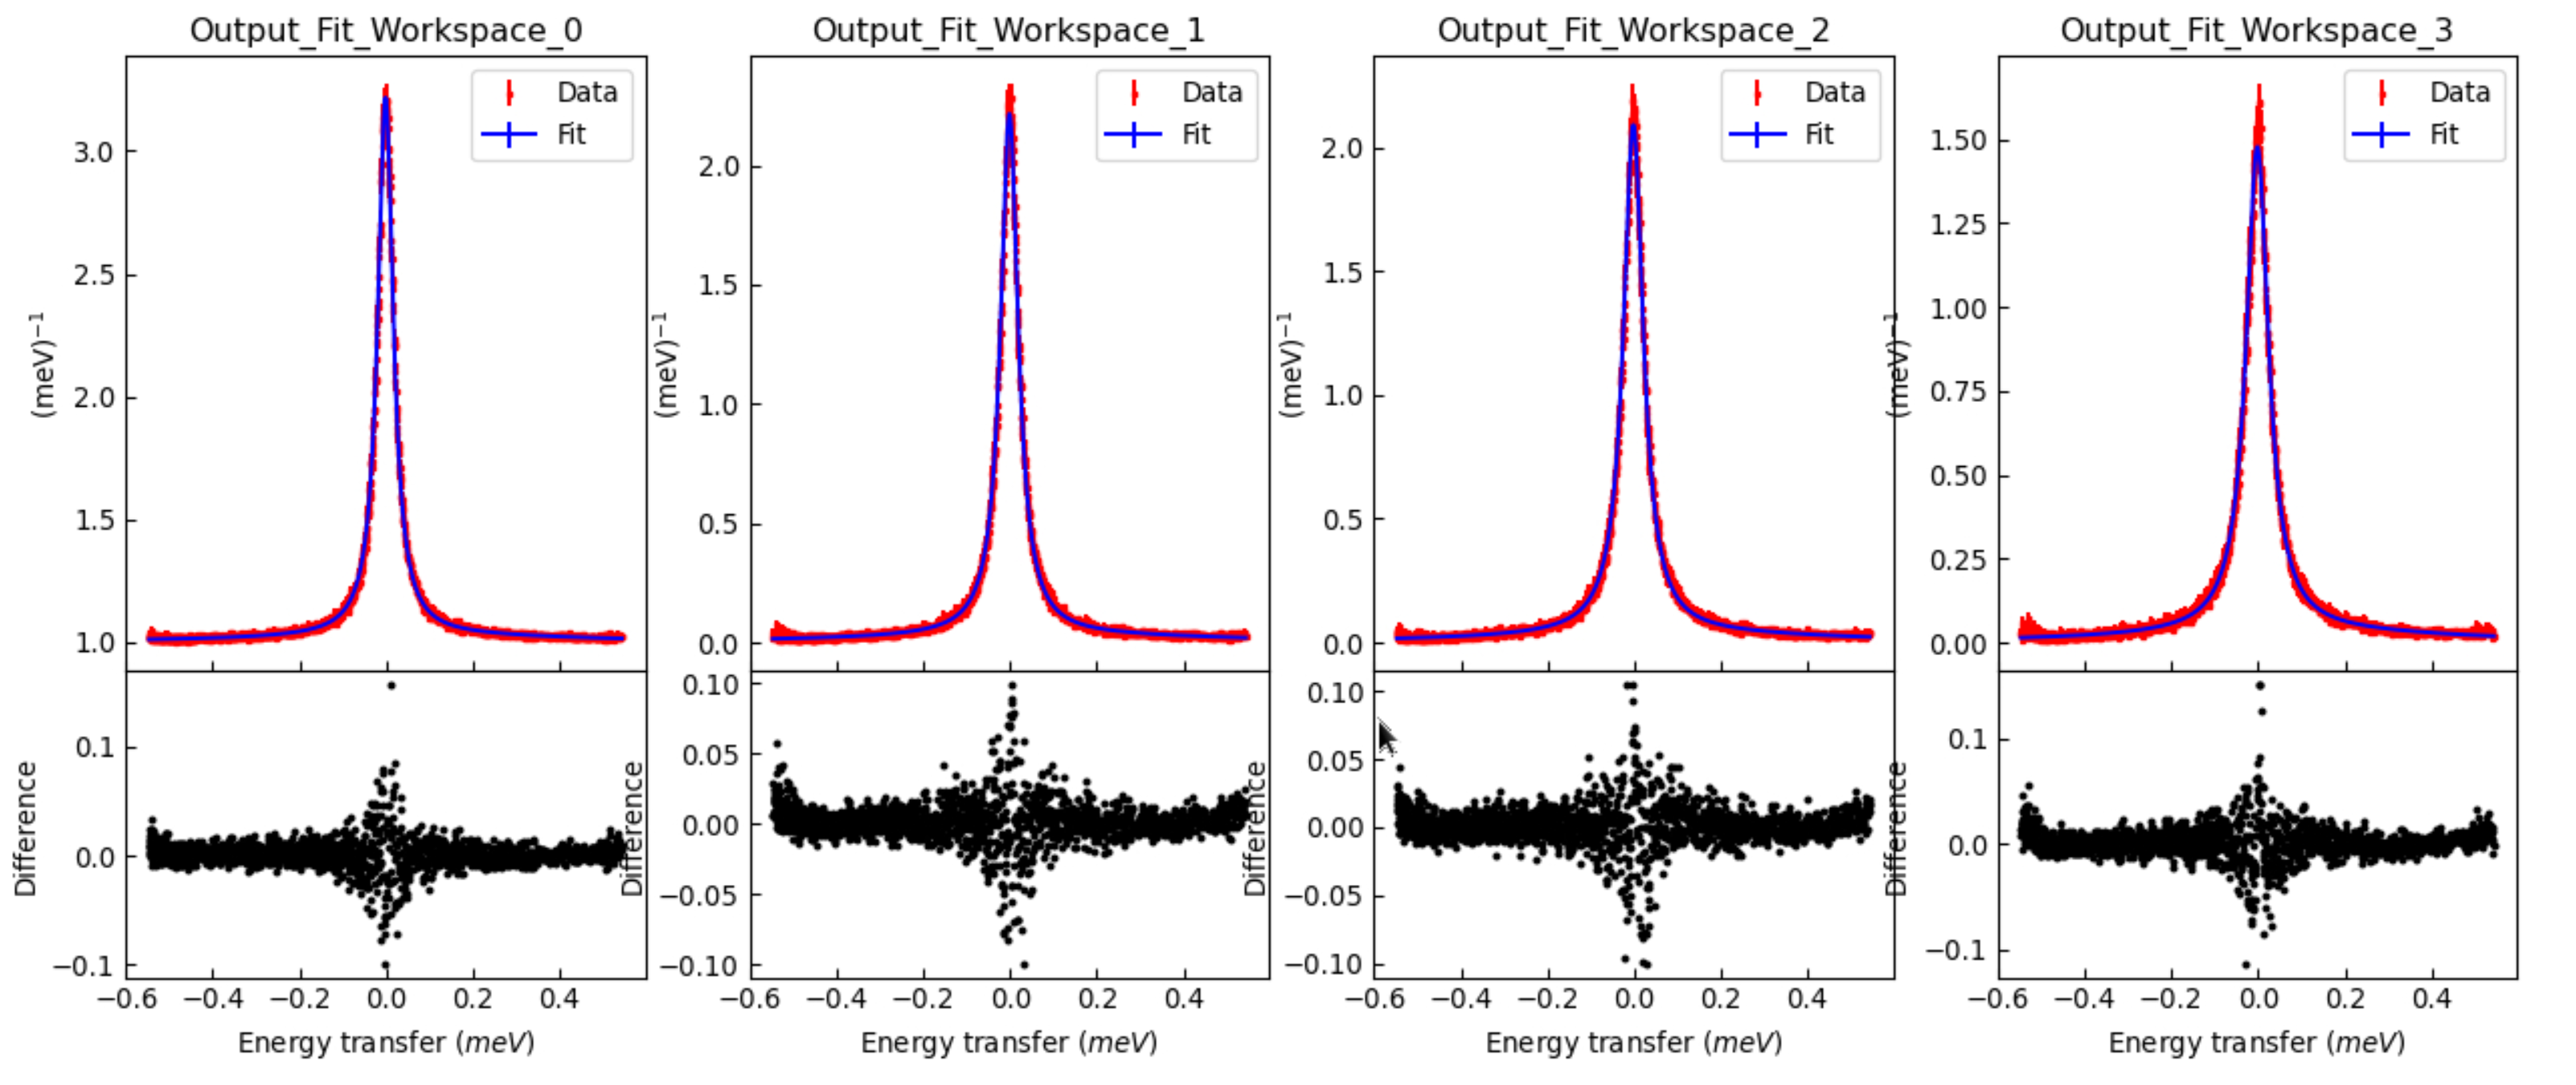 Output_Fit_Workspace_0
Data
Fit
3.0
2.5
2.0
1.5
1.0
(meV)⁻¹
0.1
0.0
−0.1
Difference
−0.6 −0.4 −0.2 0.0 0.2 0.4
Energy transfer (meV)
Output_Fit_Workspace_1
Data
Fit
2.0
1.5
1.0
0.5
0.0
(meV)⁻¹
0.10
0.05
0.00
−0.05
−0.10
Difference
−0.6 −0.4 −0.2 0.0 0.2 0.4
Energy transfer (meV)
Output_Fit_Workspace_2
Data
Fit
2.0
1.5
1.0
0.5
0.0
(meV)⁻¹
0.10
0.05
0.00
−0.05
−0.10
Difference
−0.6 −0.4 −0.2 0.0 0.2 0.4
Energy transfer (meV)
Output_Fit_Workspace_3
Data
Fit
1.50
1.25
1.00
0.75
0.50
0.25
0.00
(meV)⁻¹
0.1
0.0
−0.1
Difference
−0.6 −0.4 −0.2 0.0 0.2 0.4
Energy transfer (meV)